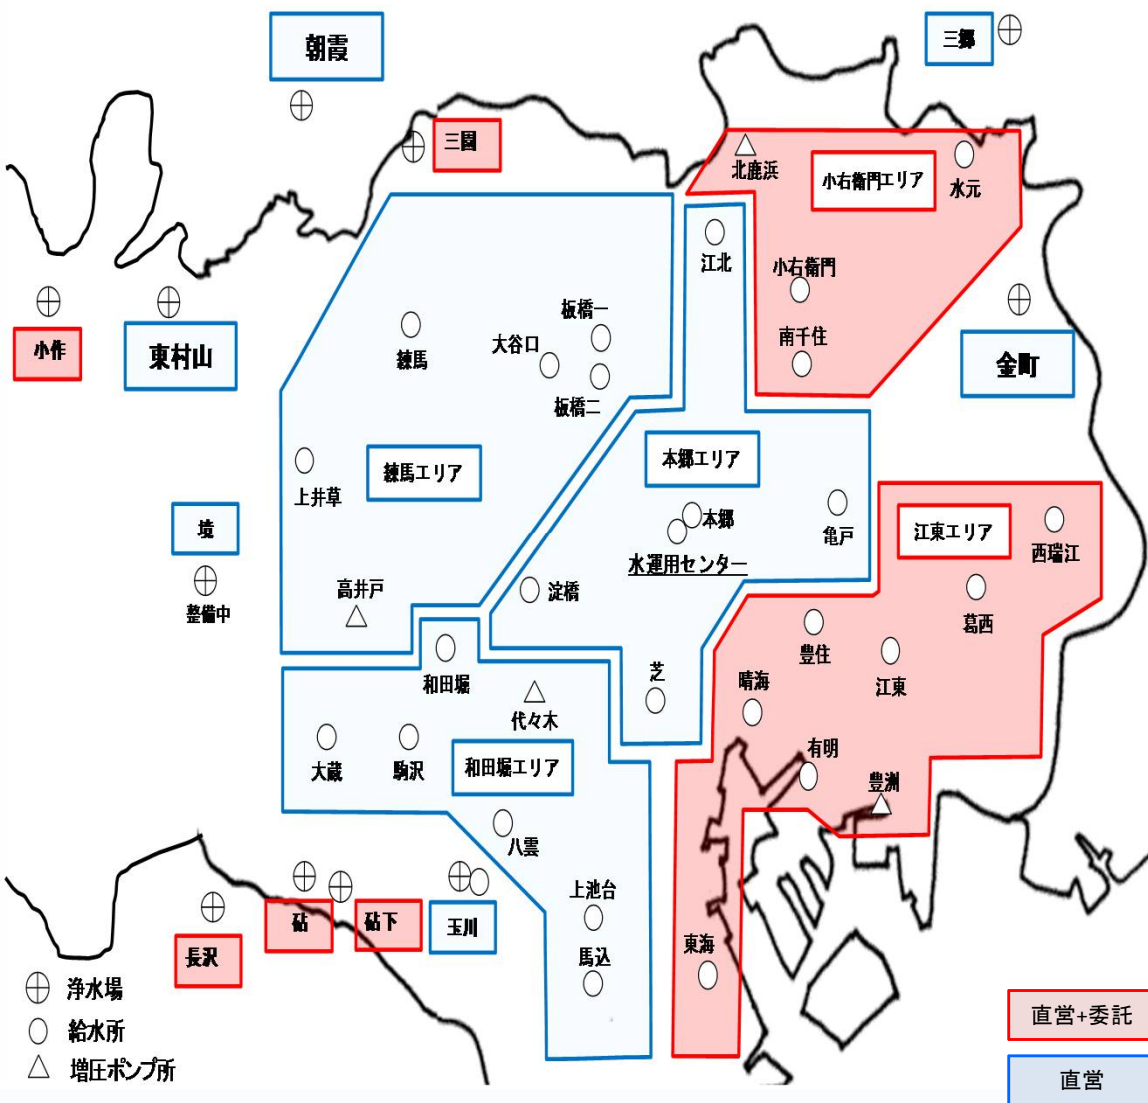 朝霞
三郷
三園
北鹿浜
小右衛門エリア
水元
江北
小右衛門
板橋一
大谷口
練馬
南千住
小作
東村山
金町
板橋二
練馬エリア
本郷エリア
上井草
本郷
亀戸
江東エリア
西瑞江
境
水運用センター
整備中
高井戸
淀橋
葛西
豊住
和田堀
芝
晴海
江東
代々木
大蔵
駒沢
和田堀エリア
有明
豊洲
八雲
上池台
砧
砧下
玉川
長沢
馬込
東海
浄水場
給水所
増圧ポンプ所
直営+委託
直営